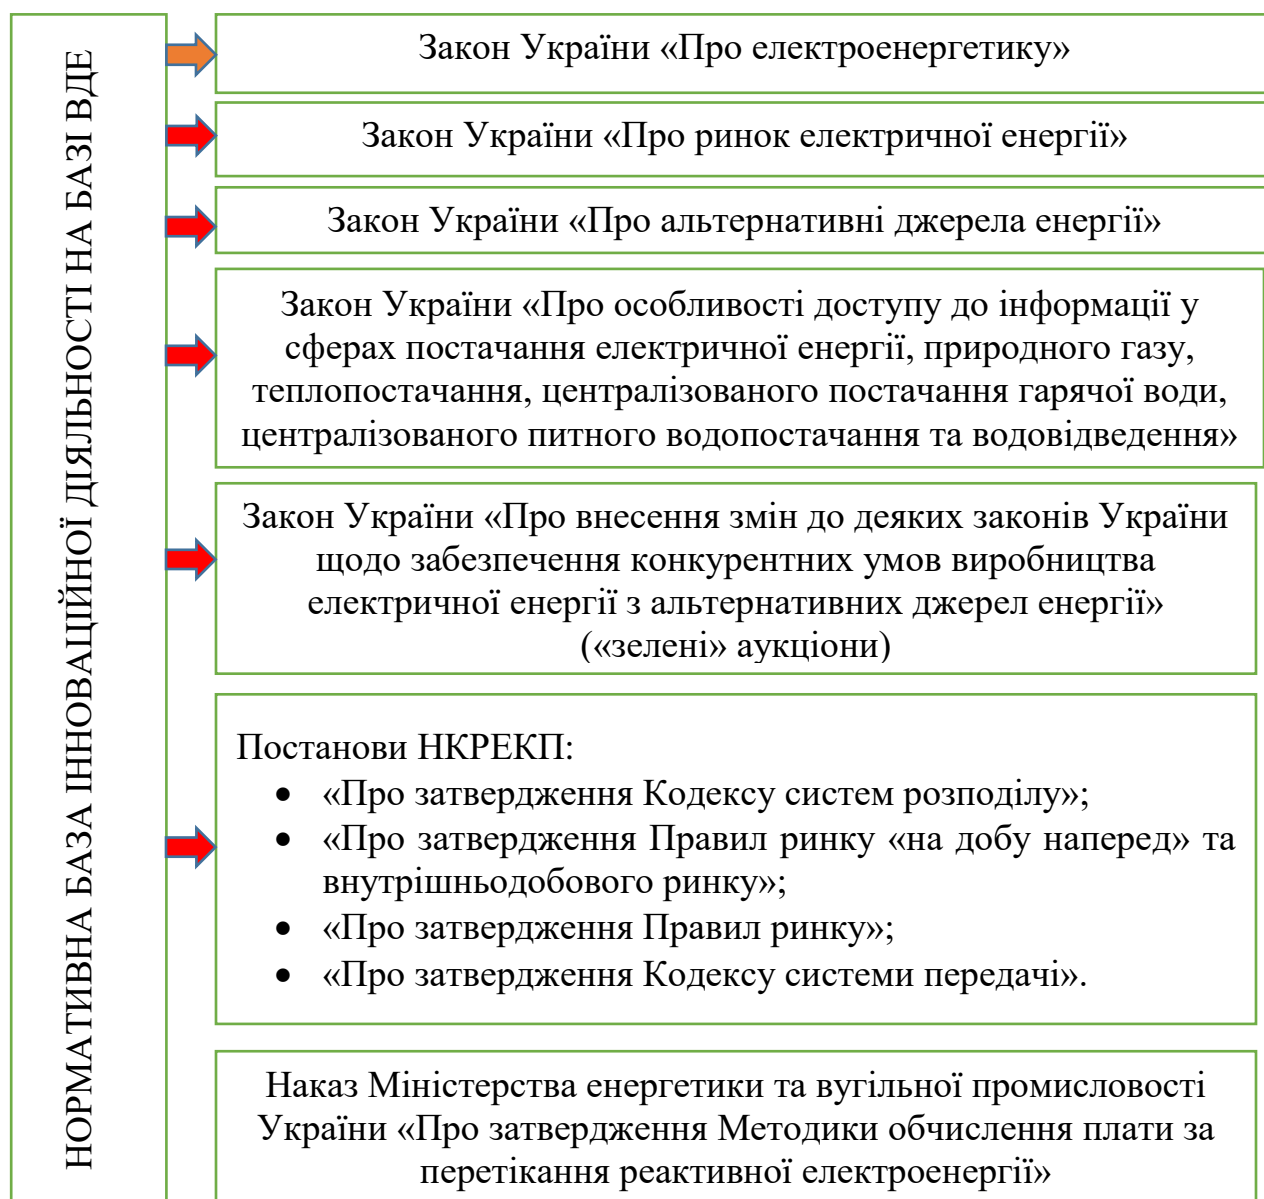 НОРМАТИВНА БАЗА ІННОВАЦІЙНОЇ ДІЯЛЬНОСТІ НА БАЗІ ВДЕ
Закон України «Про електроенергетику»
Закон України «Про ринок електричної енергії»
Закон України «Про альтернативні джерела енергії»
Закон України «Про особливості доступу до інформації у
сферах постачання електричної енергії, природного газу,
теплопостачання, централізованого постачання гарячої води,
централізованого питного водопостачання та водовідведення»
Закон України «Про внесення змін до деяких законів України
щодо забезпечення конкурентних умов виробництва
електричної енергії з альтернативних джерел енергії»
(«зелені» аукціони)
Постанови НКРЕКП:
• «Про затвердження Кодексу систем розподілу»;
• «Про затвердження Правил ринку «на добу наперед» та
внутрішньодобового ринку»;
• «Про затвердження Правил ринку»;
• «Про затвердження Кодексу системи передачі».
Наказ Міністерства енергетики та вугільної промисловості
України «Про затвердження Методики обчислення плати за
перетікання реактивної електроенергії»